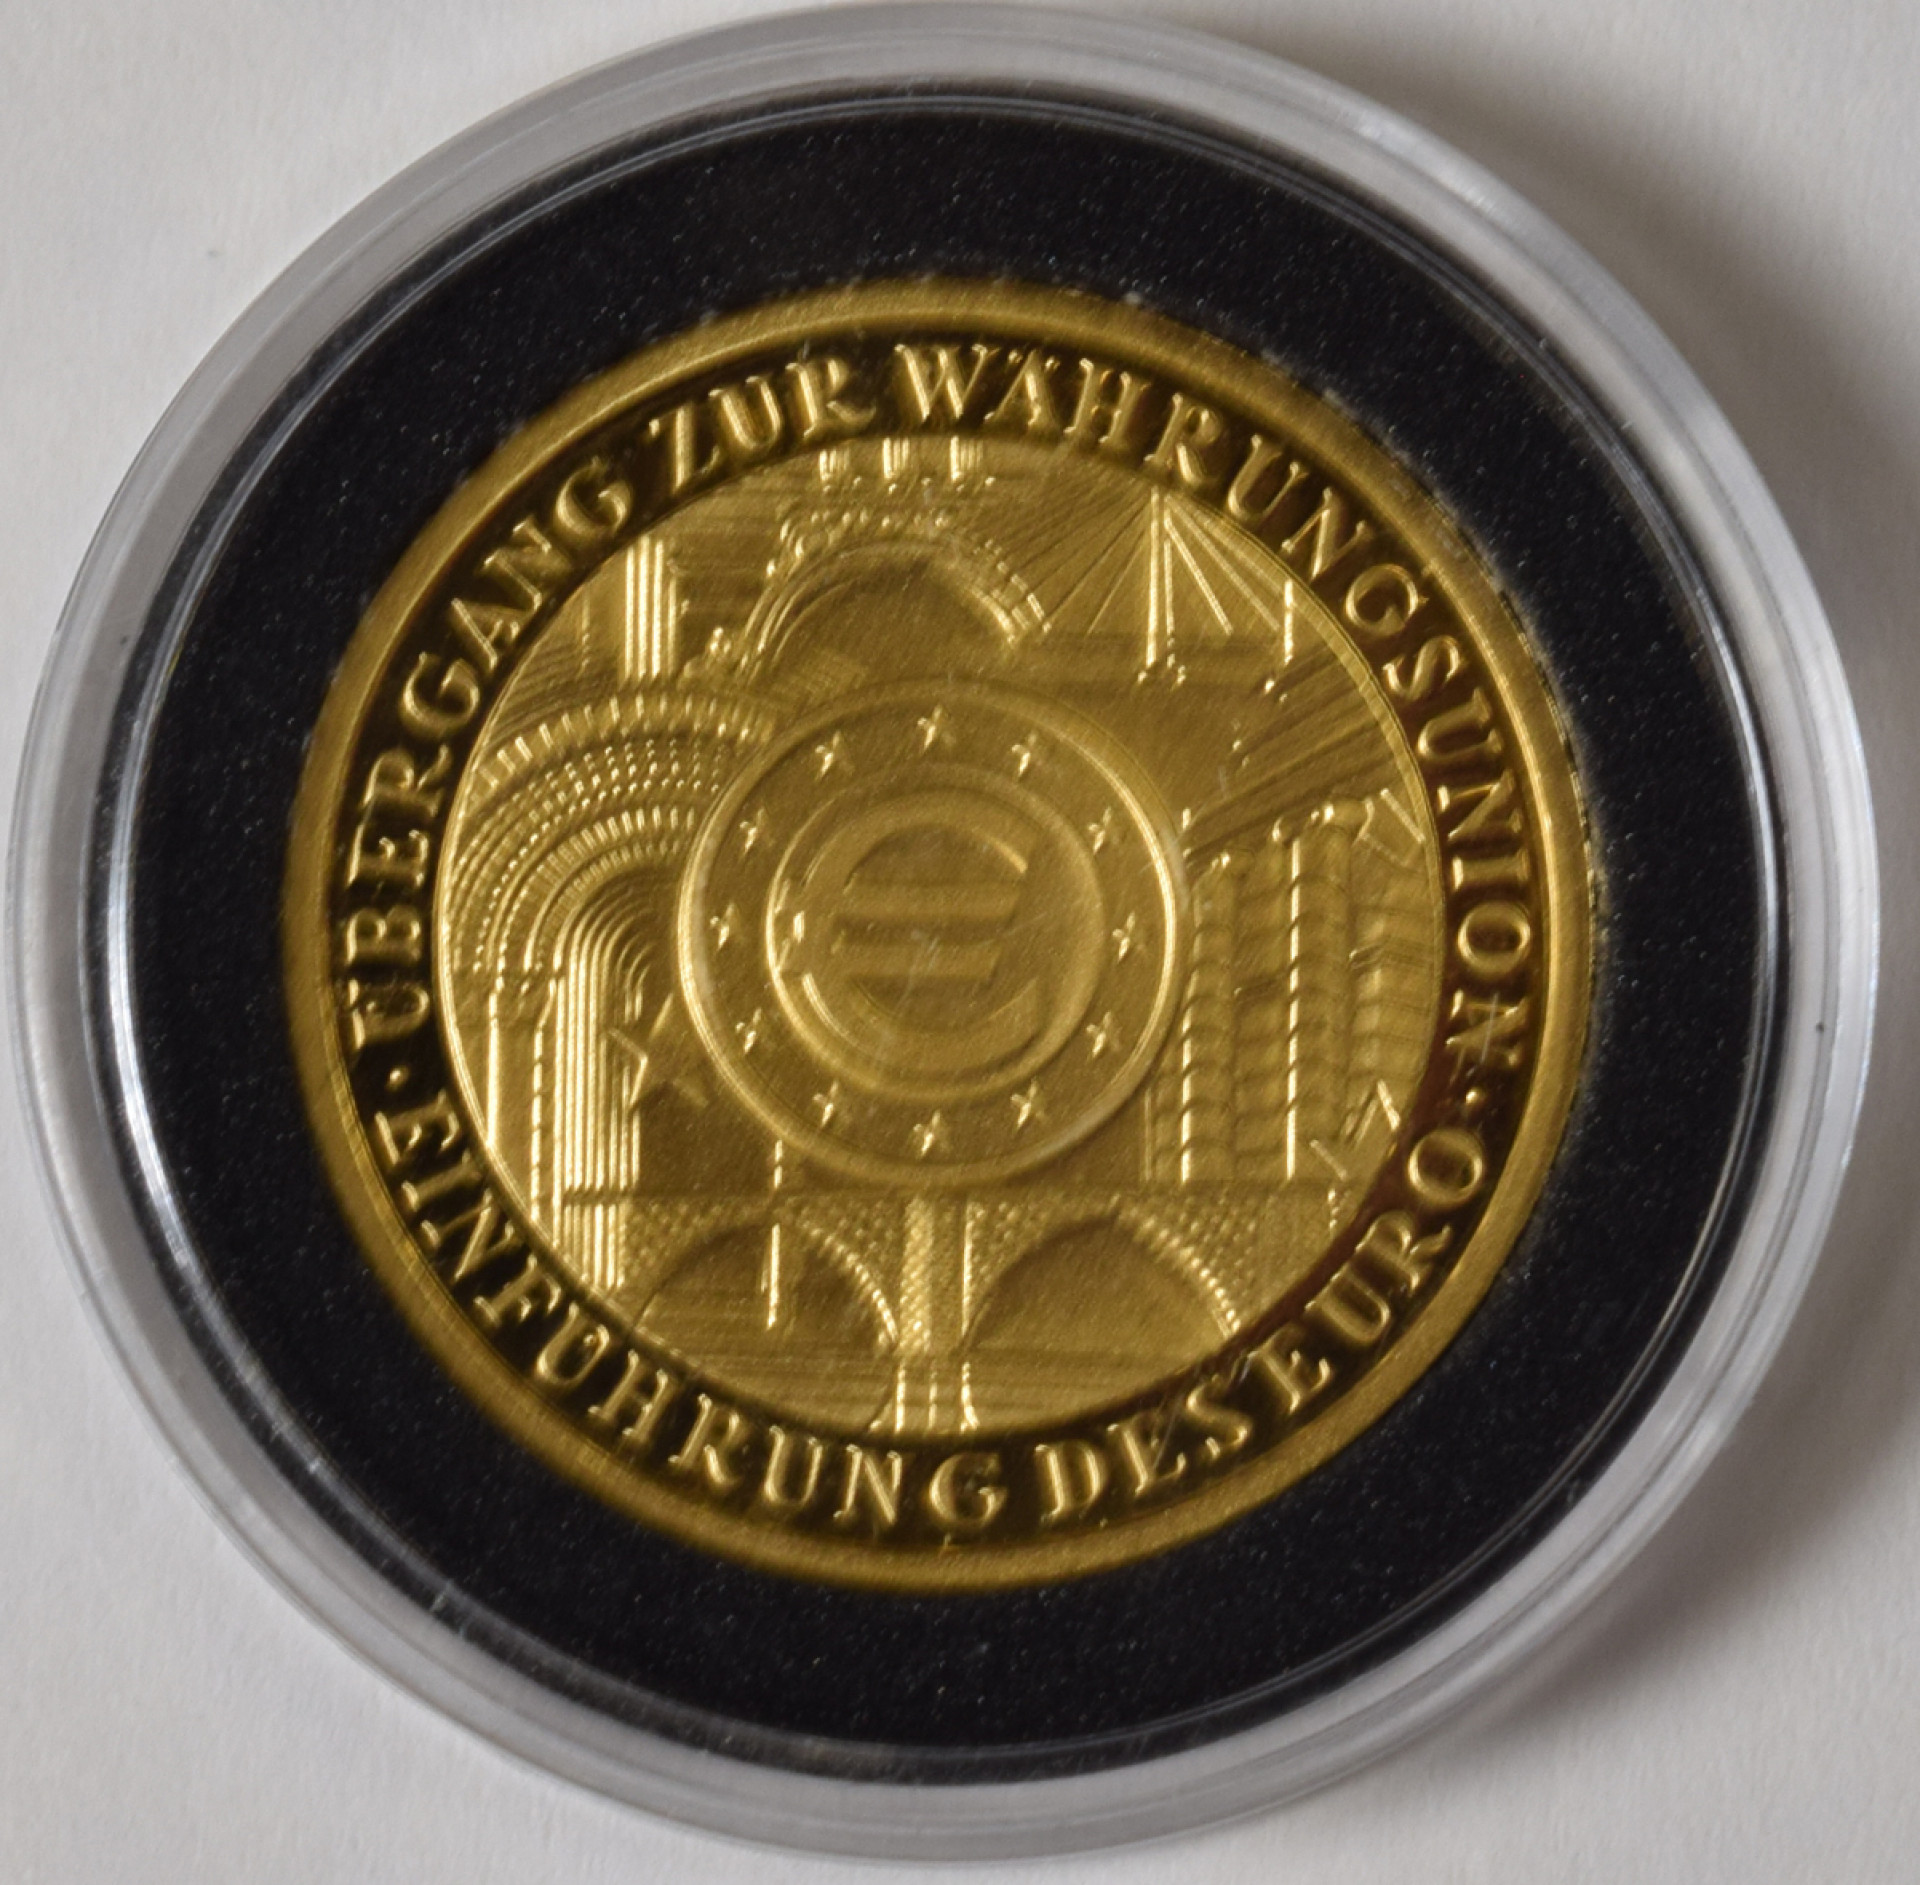 ÜBERGANG ZUR WÄHRUNGSUNION
· EINFÜHRUNG DES EURO ·
€